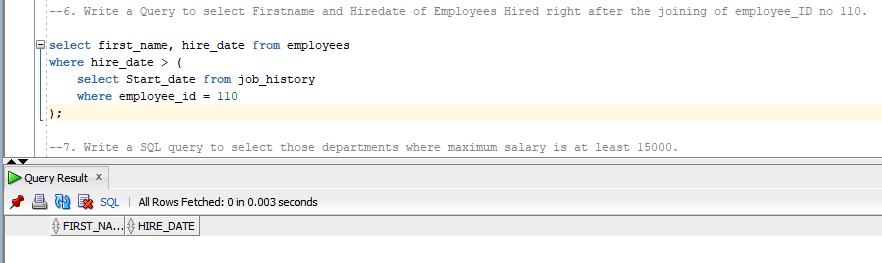 --6. Write a Query to select Firstname and Hiredate of Employees Hired right after the joining of employee_ID no 110.
select first_name, hire_date from employees
where hire_date > (
select Start_date from job_history
where employee_id = 110
);
--7. Write a SQL query to select those departments where maximum salary is at least 15000.
Query Result x
SQL | All Rows Fetched: 0 in 0.003 seconds
FIRST_NA... HIRE_DATE